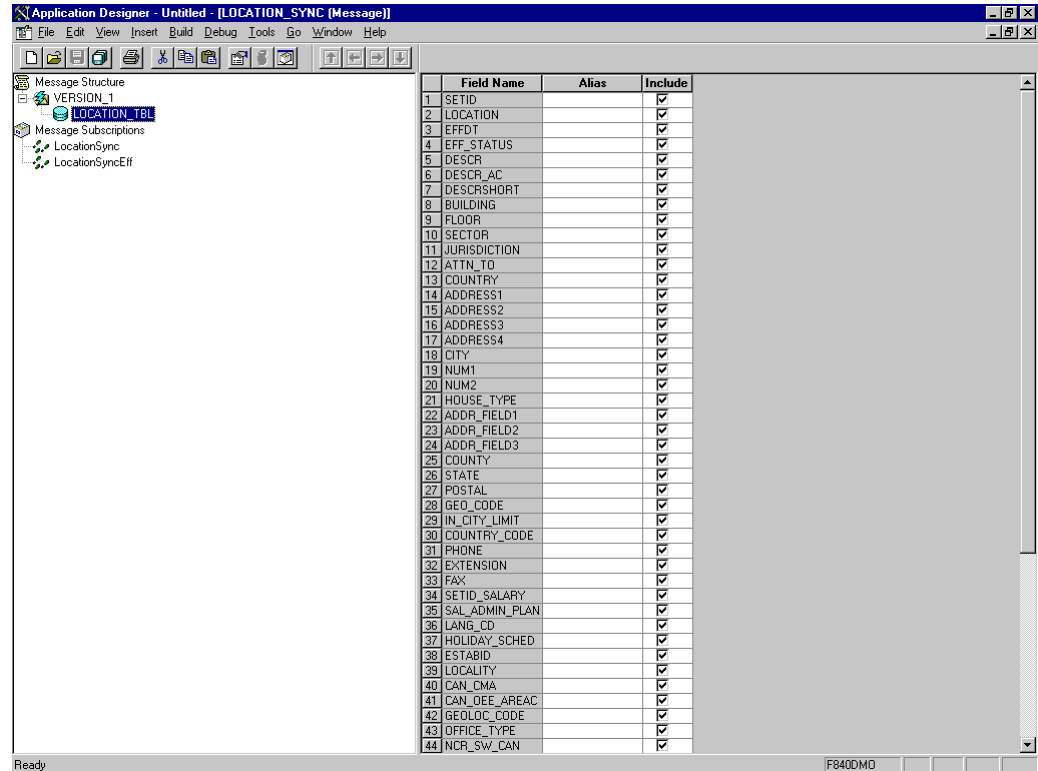 Application Designer - Untitled - [LOCATION_SYNC (Message)]
File Edit View Insert Build Debug Tools Go Window Help
Message Structure
VERSION_1
LOCATION_TBL
Message Subscriptions
LocationSync
LocationSyncEff
Field Name Alias Include
1 SETID
2 LOCATION
3 EFFDT
4 EFF_STATUS
5 DESCR
6 DESCR_AC
7 DESCRSHORT
8 BUILDING
9 FLOOR
10 SECTOR
11 JURISDICTION
12 ATTN_TO
13 COUNTRY
14 ADDRESS1
15 ADDRESS2
16 ADDRESS3
17 ADDRESS4
18 CITY
19 NUM1
20 NUM2
21 HOUSE_TYPE
22 ADDR_FIELD1
23 ADDR_FIELD2
24 ADDR_FIELD3
25 COUNTY
26 STATE
27 POSTAL
28 GEO_CODE
29 IN_CITY_LIMIT
30 COUNTRY_CODE
31 PHONE
32 EXTENSION
33 FAX
34 SETID_SALARY
35 SAL_ADMIN_PLAN
36 LANG_CD
37 HOLIDAY_SCHED
38 ESTABID
39 LOCALITY
40 CAN_CMA
41 CAN_OEE_AREAC
42 GEOLOC_CODE
43 OFFICE_TYPE
44 NCR_SW_CAN
Ready F840DMO